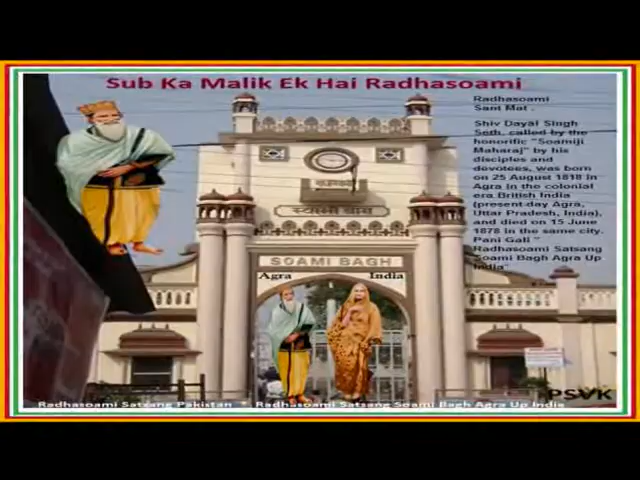 Sub Ka Malik Ek Hai Radhasoami
Radhasoami
Sant Mat .
Shiv Dayal Singh
Seth, called by the
honorific "Soamiji
Maharaj" by his
disciples and
devotees, was born
on 25 August 1818 in
Agra in the colonial
era British India
(present-day Agra,
Uttar Pradesh, India),
and died on 15 June
1878 in the same city.
Pani Gali "
Radhasoami Satsang
Soami Bagh Agra Up
India"
स्वामी बाग
SOAMI BAGH
Agra
India
PSVK
Radhasoami Satsang Pakistan * Radhasoami Satsang Soami Bagh Agra Up India